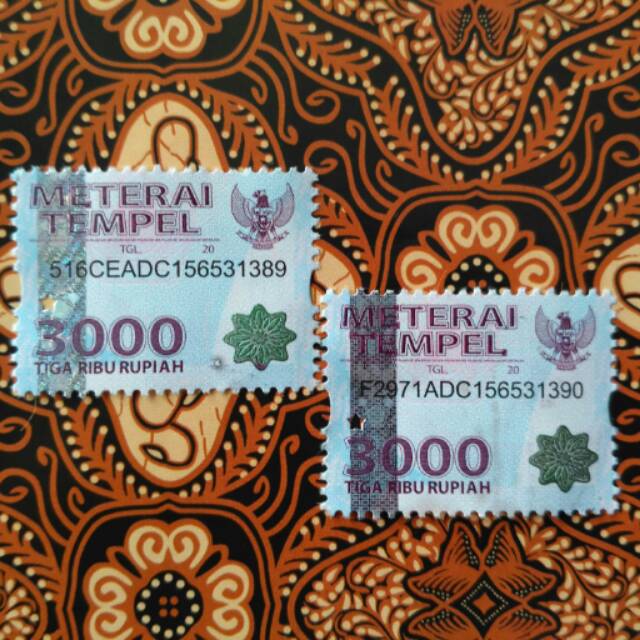 METERAI
TEMPEL
TGL. 20
516CEADC156531389
3000
TIGA RIBU RUPIAH
METERAI
TEMPEL
TGL. 20
F2971ADC156531390
3000
TIGA RIBU RUPIAH